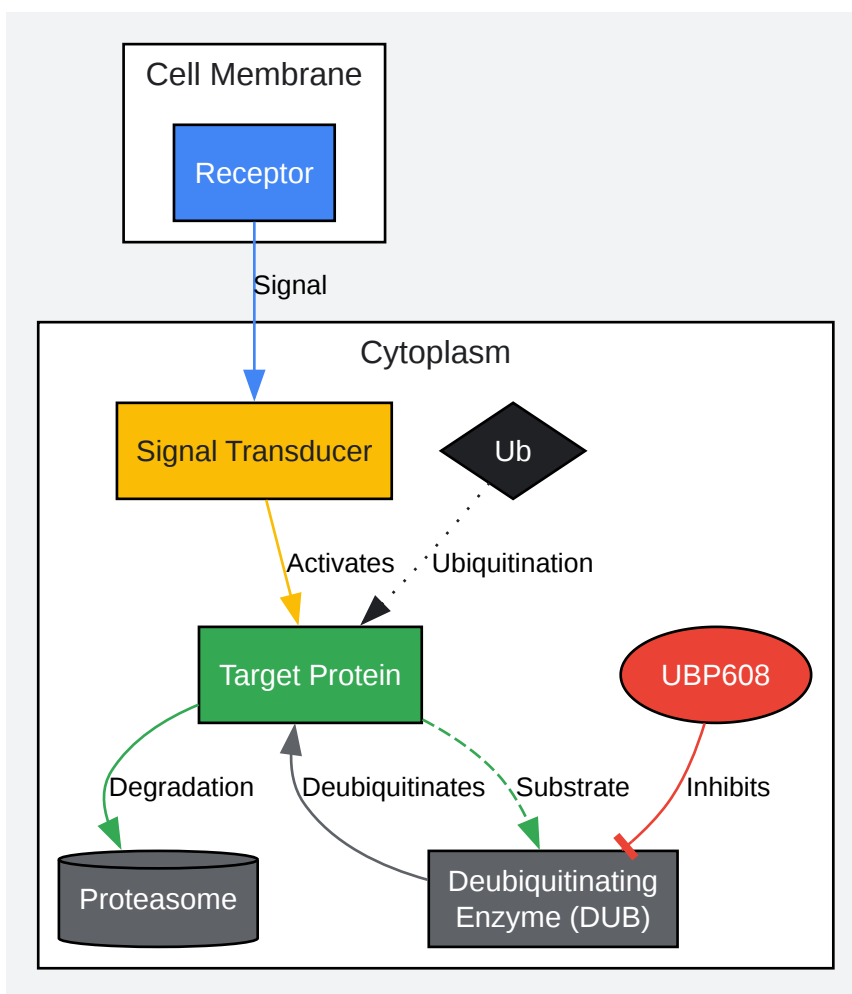 Cell Membrane
Receptor
Signal
Cytoplasm
Signal Transducer
Ub
Activates
Ubiquitination
Target Protein
UBP608
Degradation
Deubiquitinates
Substrate
Inhibits
Proteasome
Deubiquitinating
Enzyme (DUB)